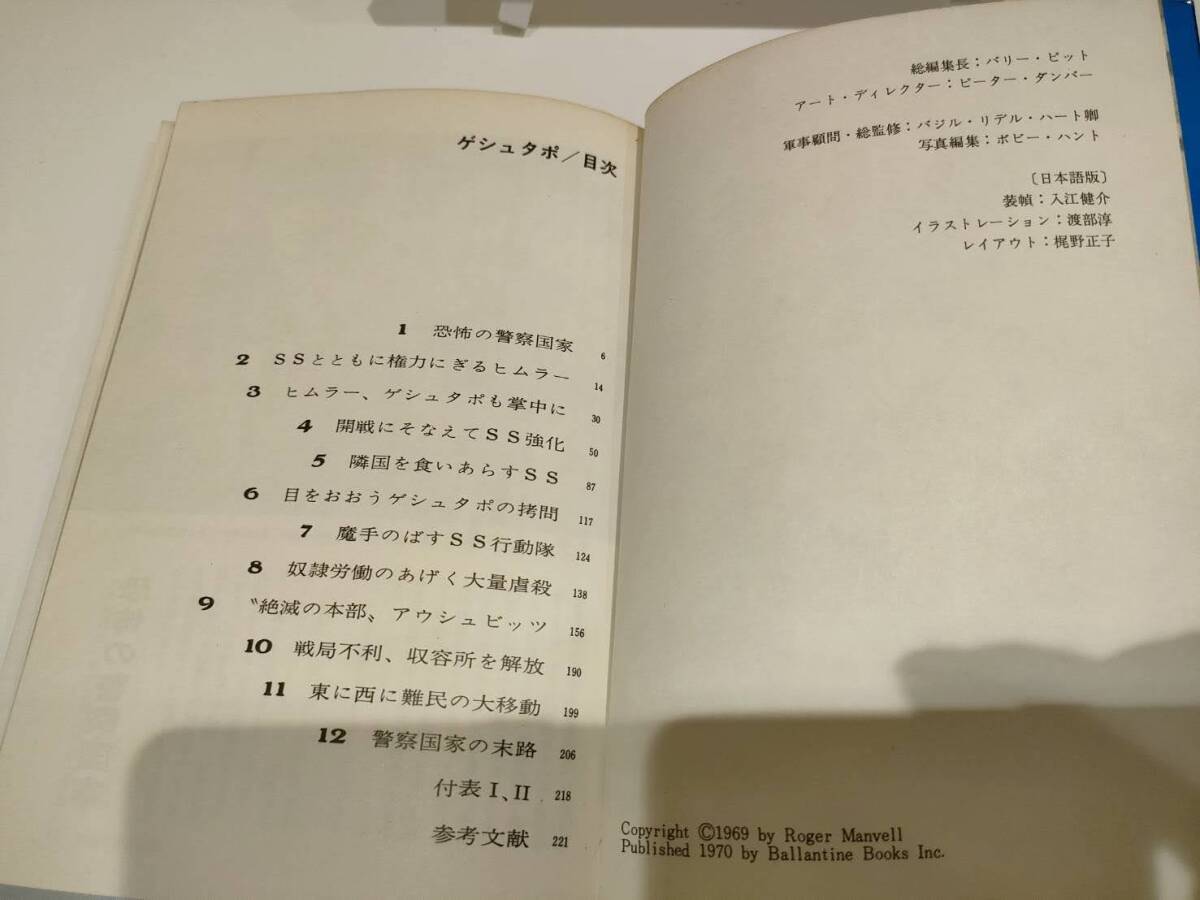 ゲシュタポ／目次
1 恐怖の警察国家 6
2 SSとともに権力にぎるヒムラー 14
3 ヒムラー、ゲシュタポも掌中に 30
4 開戦にそなえてSS強化 50
5 隣国を食いあらすSS 87
6 目をおおうゲシュタポの拷問 117
7 魔手のばすSS行動隊 124
8 奴隷労働のあげく大量虐殺 138
9 〝絶滅の本部〟アウシュビッツ 156
10 戦局不利、収容所を解放 190
11 東に西に難民の大移動 199
12 警察国家の末路 206
付表Ⅰ、Ⅱ 218
参考文献 221
総編集長：バリー・ピット
アート・ディレクター：ピーター・ダンバー
軍事顧問・総監修：バジル・リデル・ハート卿
写真編集：ボビー・ハント
〔日本語版〕
装幀：入江健介
イラストレーション：渡部淳
レイアウト：梶野正子
Copyright ©1969 by Roger Manvell
Published 1970 by Ballantine Books Inc.